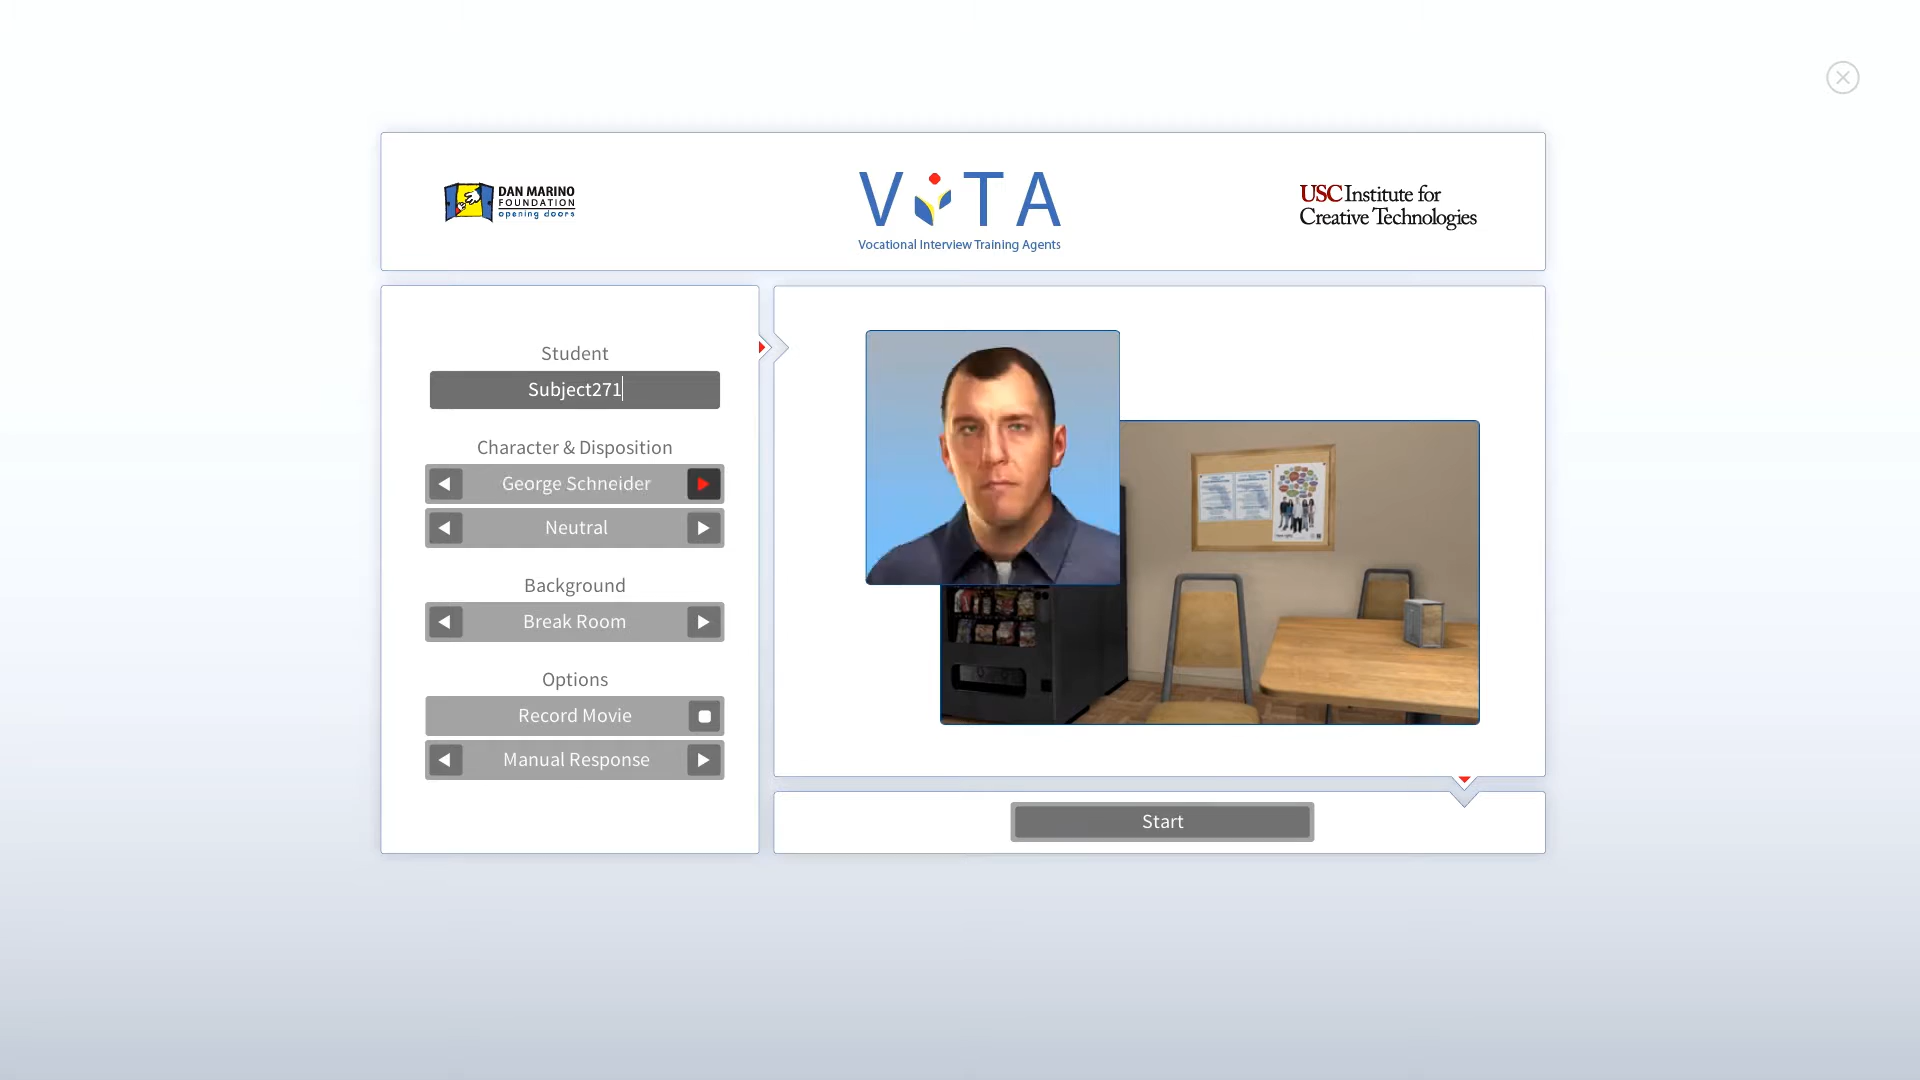 DAN MARINO
FOUNDATION
opening doors
ViTA
Vocational Interview Training Agents
USC Institute for
Creative Technologies
Student
Subject271
Character & Disposition
George Schneider
Neutral
Background
Break Room
Options
Record Movie
Manual Response
Start